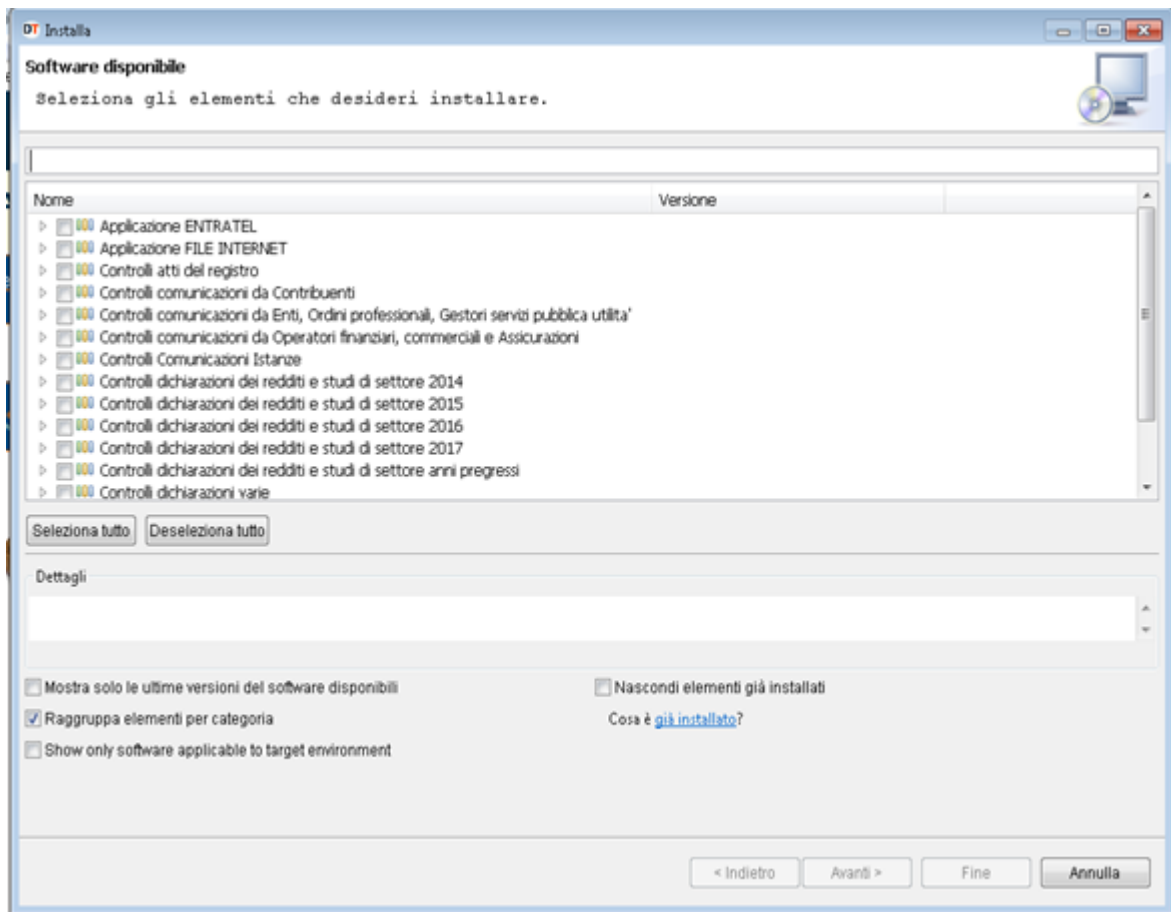 DT Installa
Software disponibile
Seleziona gli elementi che desideri installare.
Nome Versione
Applicazione ENTRATEL
Applicazione FILE INTERNET
Controlli atti del registro
Controlli comunicazioni da Contribuenti
Controlli comunicazioni da Enti, Ordini professionali, Gestori servizi pubblica utilita'
Controlli comunicazioni da Operatori finanziari, commerciali e Assicurazioni
Controlli Comunicazioni Istanze
Controlli dichiarazioni dei redditi e studi di settore 2014
Controlli dichiarazioni dei redditi e studi di settore 2015
Controlli dichiarazioni dei redditi e studi di settore 2016
Controlli dichiarazioni dei redditi e studi di settore 2017
Controlli dichiarazioni dei redditi e studi di settore anni pregressi
Controlli dichiarazioni varie
Seleziona tutto Deseleziona tutto
Dettagli
Mostra solo le ultime versioni del software disponibili Nascondi elementi già installati
Raggruppa elementi per categoria Cosa è già installato?
Show only software applicable to target environment
< Indietro Avanti > Fine Annulla